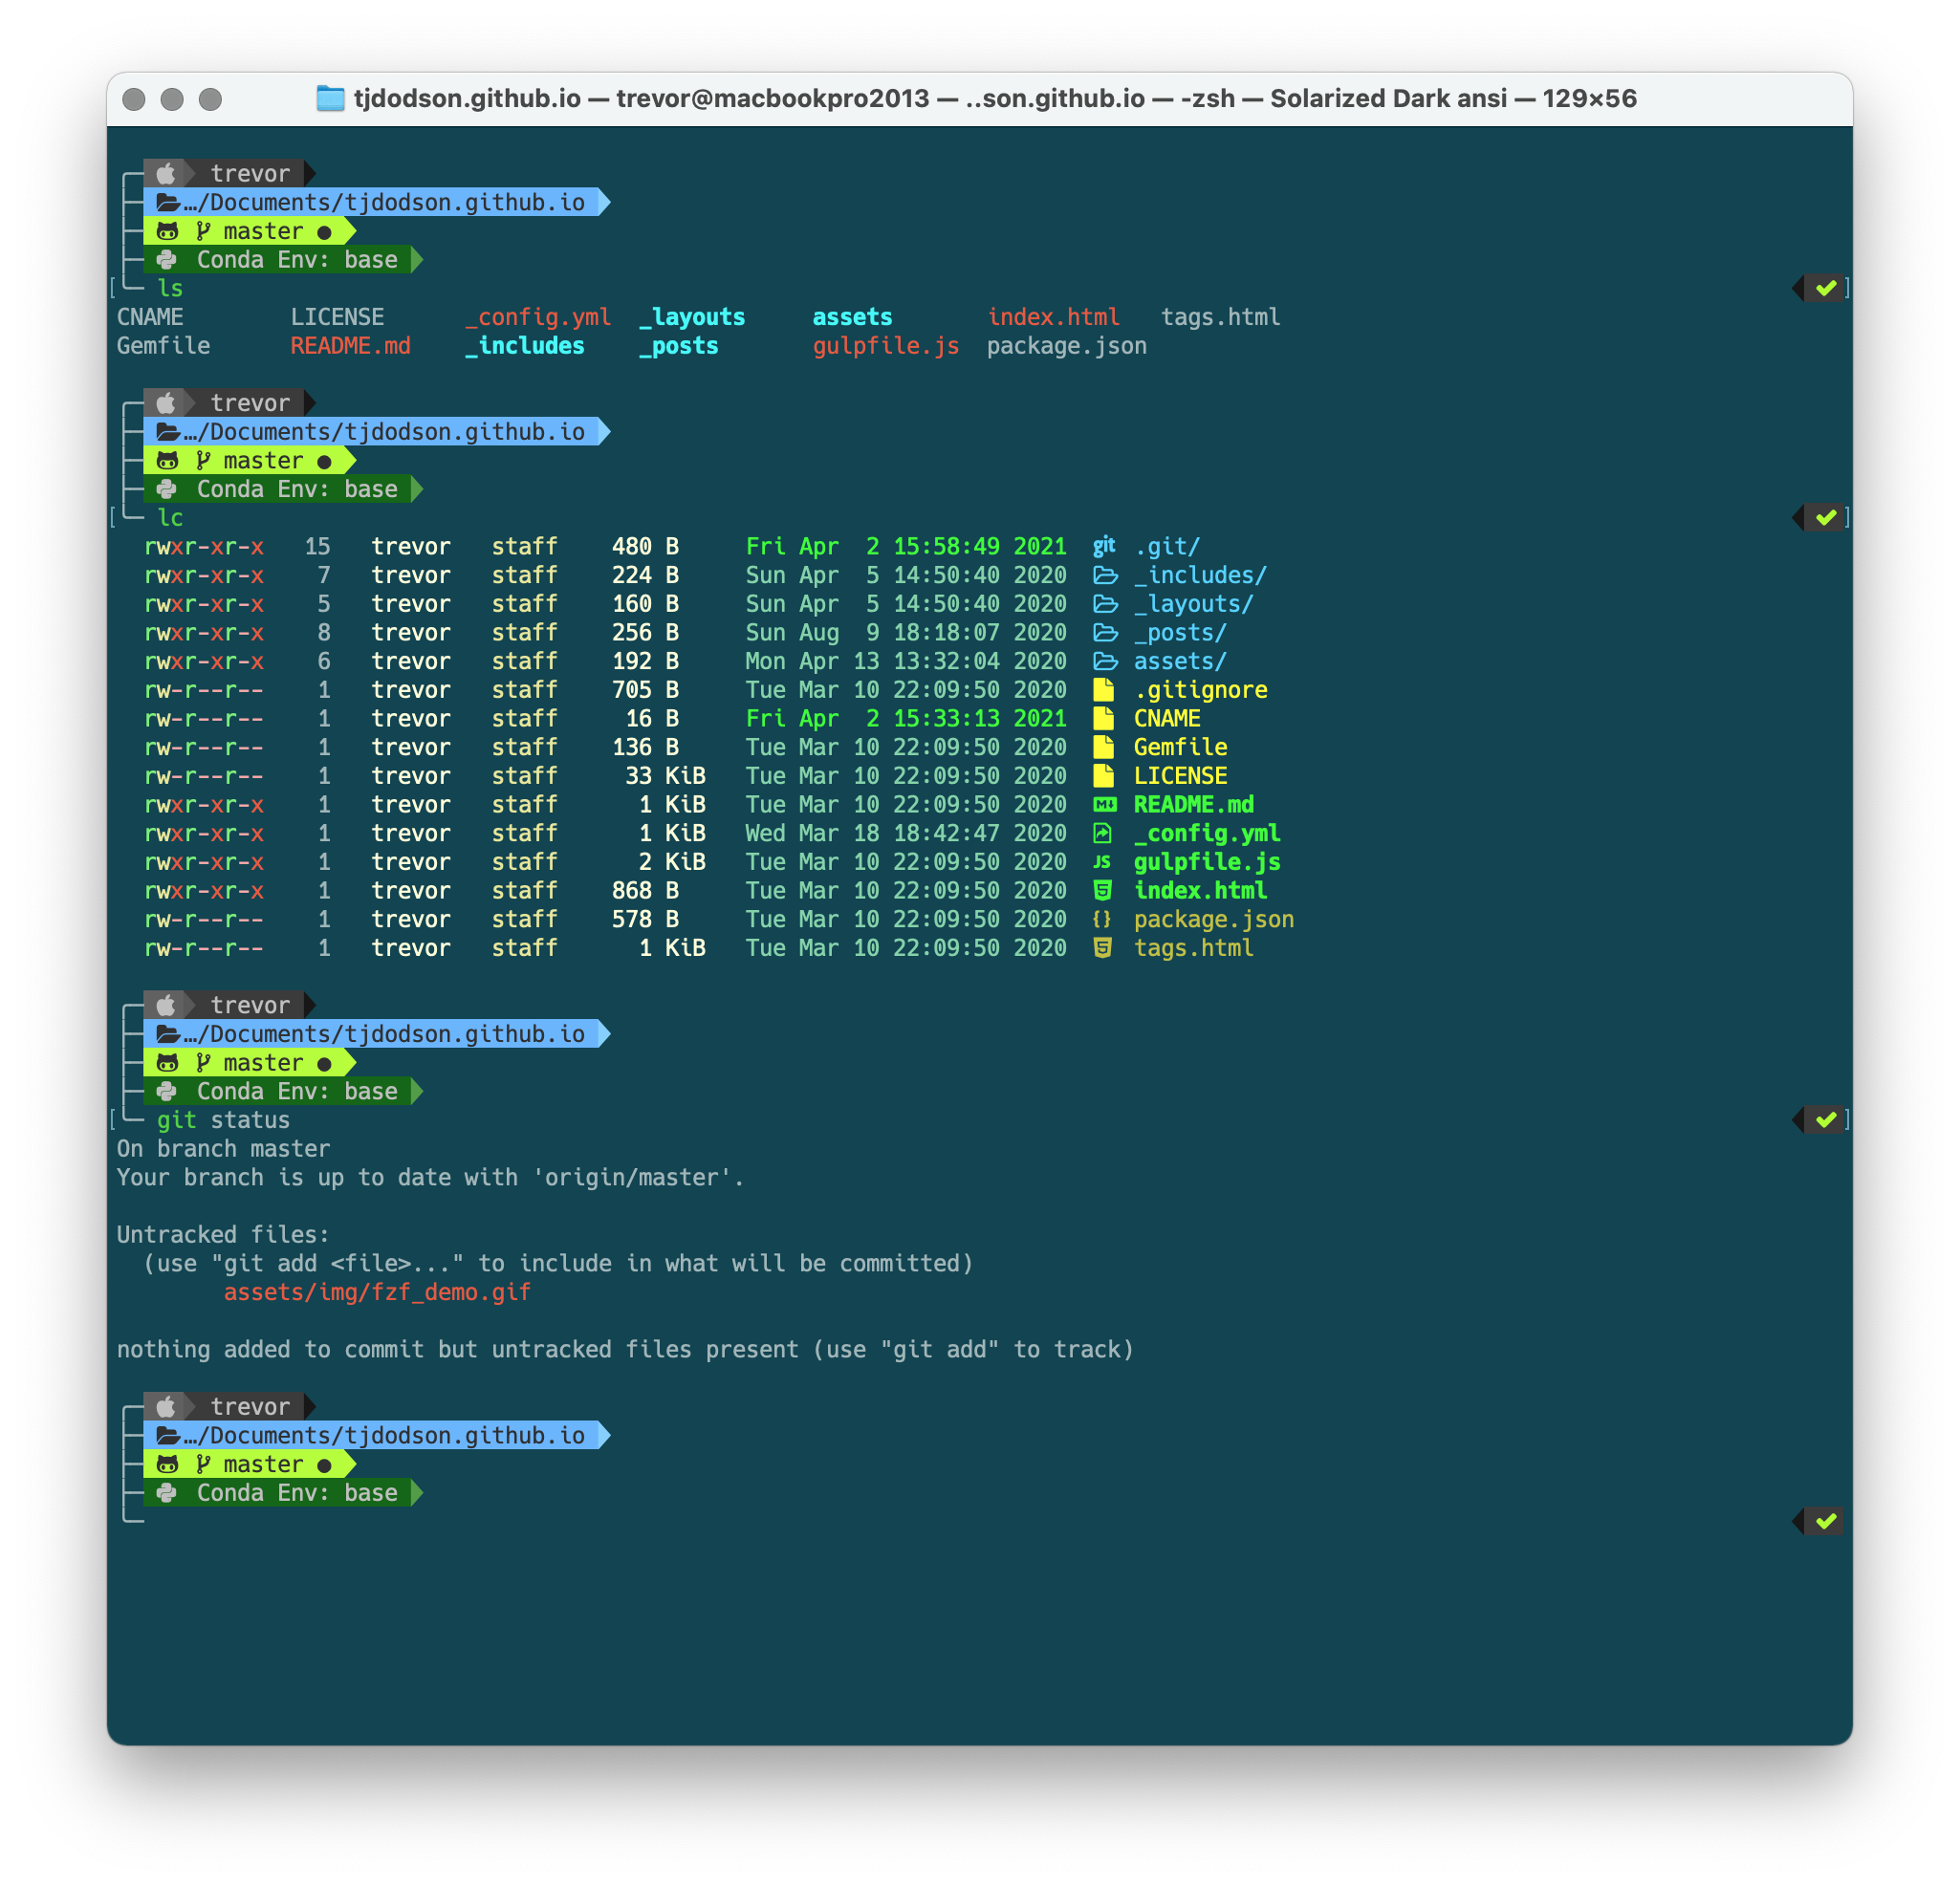 tjdodson.github.io — trevor@macbookpro2013 — ..son.github.io — -zsh — Solarized Dark ansi — 129×56
trevor
…/Documents/tjdodson.github.io
master ●
Conda Env: base
ls
CNAME LICENSE _config.yml _layouts assets index.html tags.html
Gemfile README.md _includes _posts gulpfile.js package.json
trevor
…/Documents/tjdodson.github.io
master ●
Conda Env: base
lc
rwxr-xr-x 15 trevor staff 480 B Fri Apr 2 15:58:49 2021 git .git/
rwxr-xr-x 7 trevor staff 224 B Sun Apr 5 14:50:40 2020 _includes/
rwxr-xr-x 5 trevor staff 160 B Sun Apr 5 14:50:40 2020 _layouts/
rwxr-xr-x 8 trevor staff 256 B Sun Aug 9 18:18:07 2020 _posts/
rwxr-xr-x 6 trevor staff 192 B Mon Apr 13 13:32:04 2020 assets/
rw-r--r-- 1 trevor staff 705 B Tue Mar 10 22:09:50 2020 .gitignore
rw-r--r-- 1 trevor staff 16 B Fri Apr 2 15:33:13 2021 CNAME
rw-r--r-- 1 trevor staff 136 B Tue Mar 10 22:09:50 2020 Gemfile
rw-r--r-- 1 trevor staff 33 KiB Tue Mar 10 22:09:50 2020 LICENSE
rwxr-xr-x 1 trevor staff 1 KiB Tue Mar 10 22:09:50 2020 README.md
rwxr-xr-x 1 trevor staff 1 KiB Wed Mar 18 18:42:47 2020 _config.yml
rwxr-xr-x 1 trevor staff 2 KiB Tue Mar 10 22:09:50 2020 JS gulpfile.js
rwxr-xr-x 1 trevor staff 868 B Tue Mar 10 22:09:50 2020 index.html
rw-r--r-- 1 trevor staff 578 B Tue Mar 10 22:09:50 2020 {} package.json
rw-r--r-- 1 trevor staff 1 KiB Tue Mar 10 22:09:50 2020 tags.html
trevor
…/Documents/tjdodson.github.io
master ●
Conda Env: base
git status
On branch master
Your branch is up to date with 'origin/master'.
Untracked files:
(use "git add <file>..." to include in what will be committed)
assets/img/fzf_demo.gif
nothing added to commit but untracked files present (use "git add" to track)
trevor
…/Documents/tjdodson.github.io
master ●
Conda Env: base